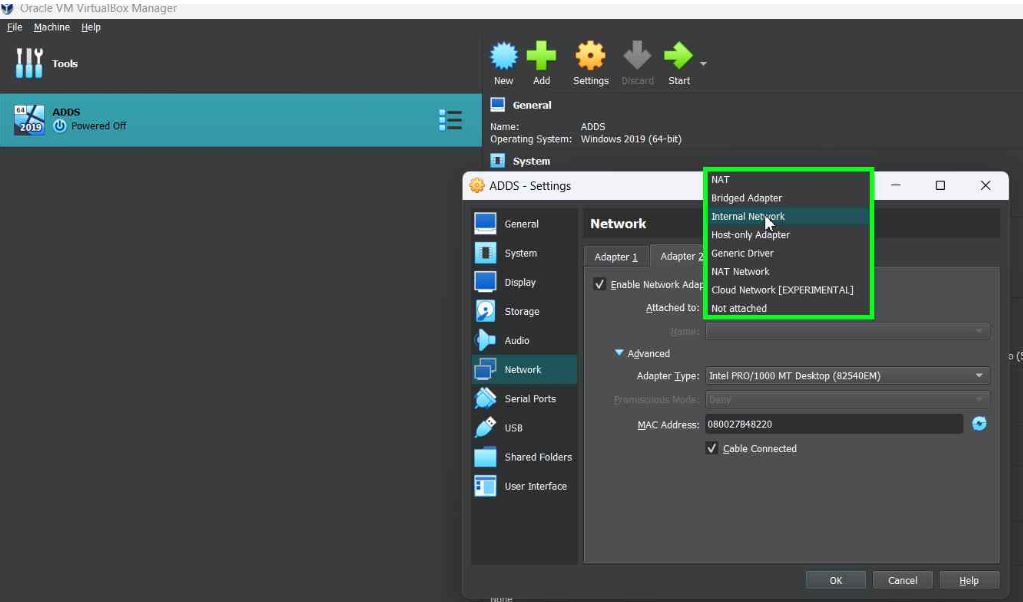 Oracle VM VirtualBox Manager
File Machine Help
Tools
New Add Settings Discard Start
64
2019
ADDS
Powered Off
General
Name: ADDS
Operating System: Windows 2019 (64-bit)
System
ADDS - Settings
General
System
Display
Storage
Audio
Network
Serial Ports
USB
Shared Folders
User Interface
Network
Adapter 1 Adapter 2
Enable Network Adap
Attached to:
Name:
Advanced
Adapter Type: Intel PRO/1000 MT Desktop (82540EM)
Promiscuous Mode: Deny
MAC Address: 080027B48220
Cable Connected
NAT
Bridged Adapter
Internal Network
Host-only Adapter
Generic Driver
NAT Network
Cloud Network [EXPERIMENTAL]
Not attached
OK Cancel Help
None